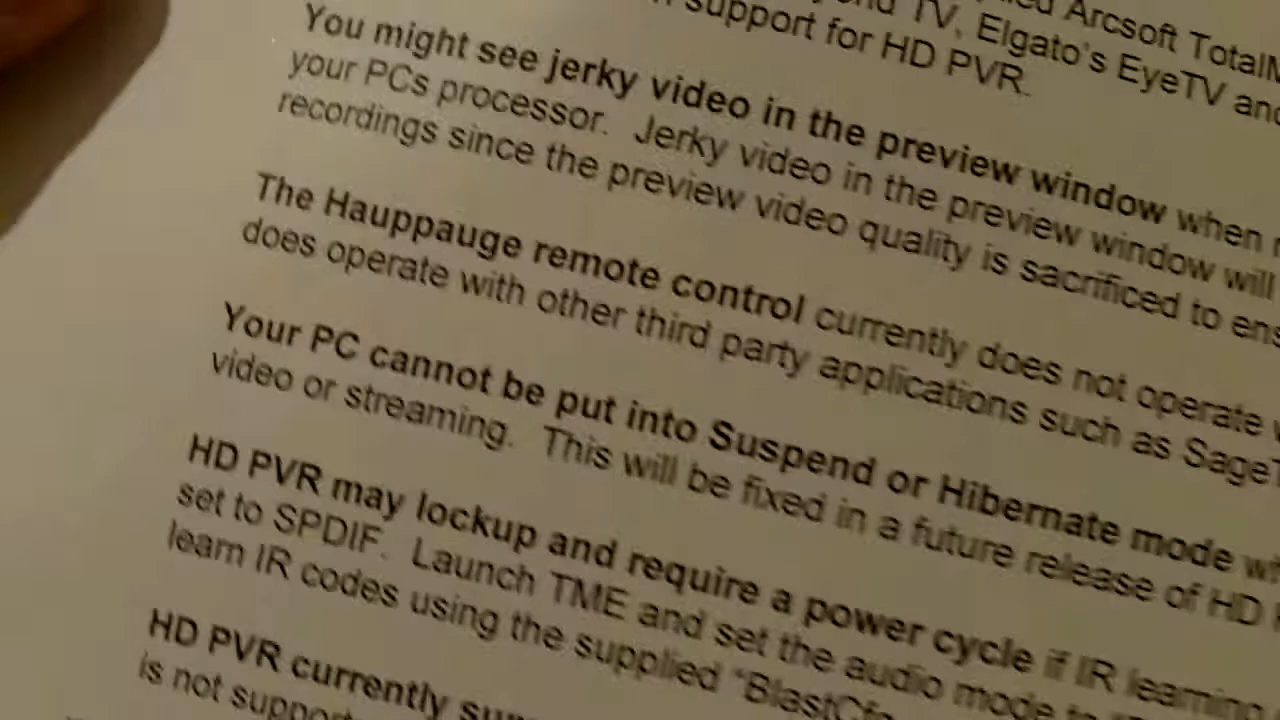 Arcsoft
TV, Elgato's EyeTV and
support for HD PVR.
You might see jerky video in the preview window when
your PCs processor. Jerky video in the preview window will
recordings since the preview video quality is sacrificed to
The Hauppauge remote control currently does not operate
does operate with other third party applications such as
Your PC cannot be put into Suspend or Hibernate mode
video or streaming. This will be fixed in a future release of HD
HD PVR may lockup and require a power cycle if IR learning
set to SPDIF. Launch TME and set the audio mode
learn IR codes using the supplied
HD PVR currently
is not